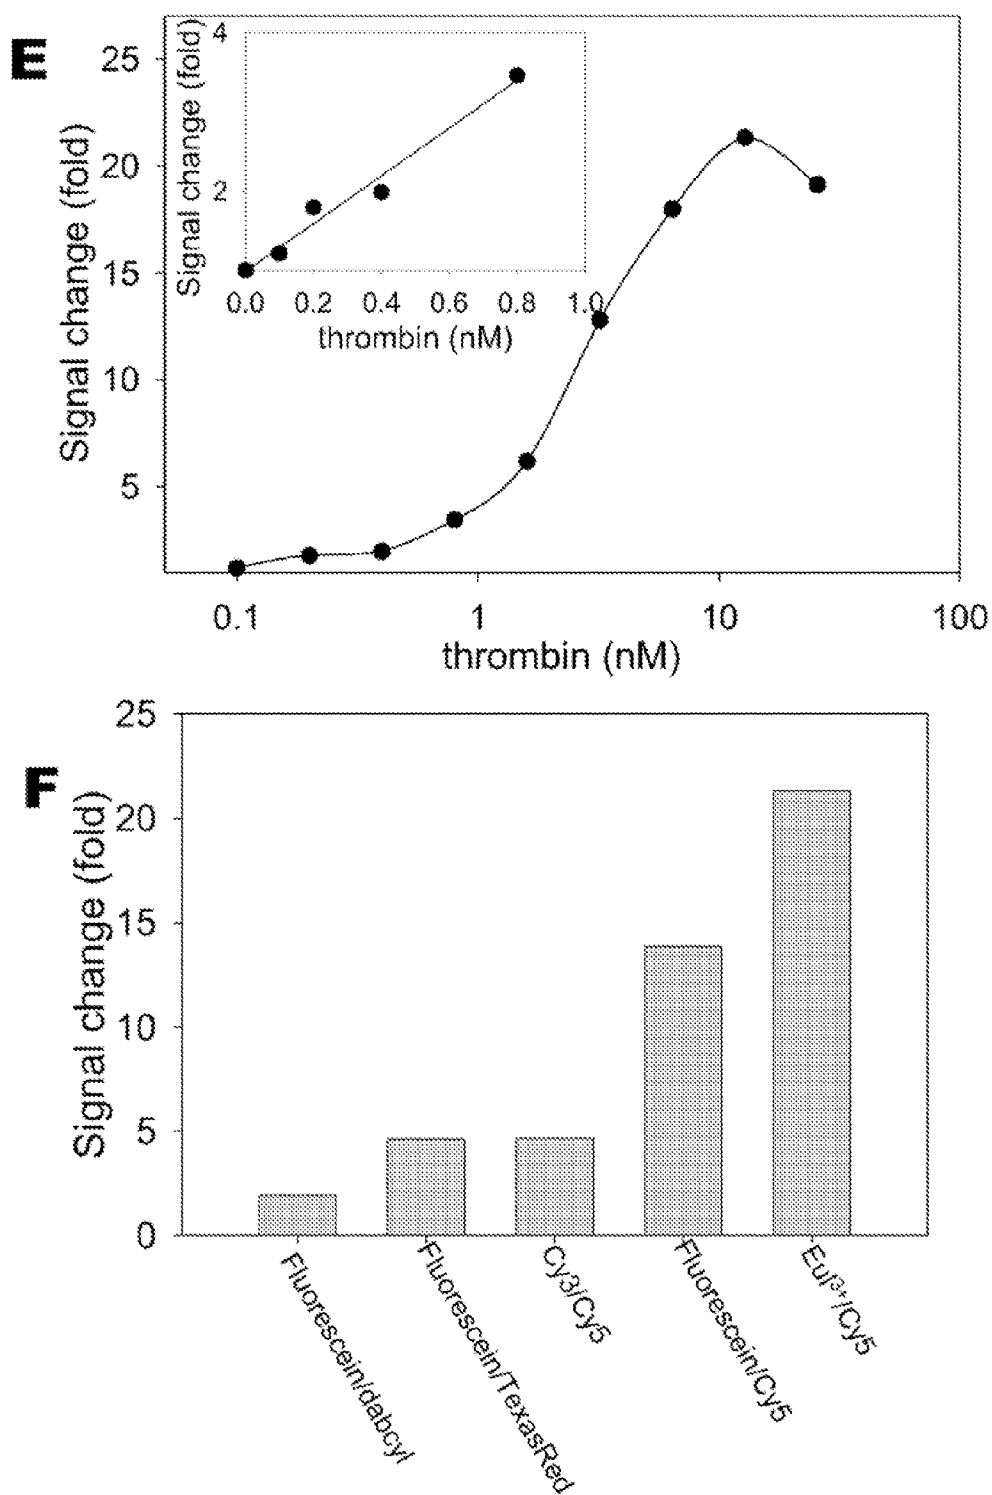 E
Signal change (fold)
25
20
15
10
5
Signal change (fold)
4
2
0.0 0.2 0.4 0.6 0.8 1.0
thrombin (nM)
0.1 1 10 100
thrombin (nM)
F
Signal change (fold)
25
20
15
10
5
0
Fluorescein/dabcyl
Fluorescein/TexasRed
Cy3/Cy5
Fluorescein/Cy5
Eul3+/Cy5